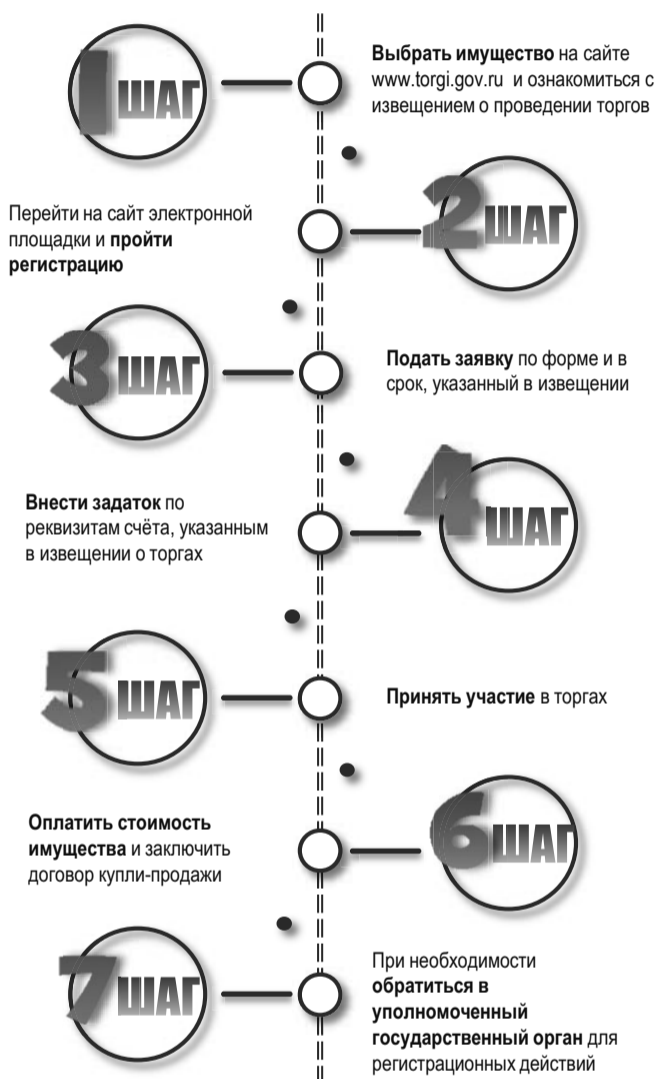 1 ШАГ
Выбрать имущество на сайте
www.torgi.gov.ru и ознакомиться с
извещением о проведении торгов
2 ШАГ
Перейти на сайт электронной
площадки и пройти
регистрацию
3 ШАГ
Подать заявку по форме и в
срок, указанный в извещении
4 ШАГ
Внести задаток по
реквизитам счёта, указанным
в извещении о торгах
5 ШАГ
Принять участие в торгах
6 ШАГ
Оплатить стоимость
имущества и заключить
договор купли-продажи
7 ШАГ
При необходимости
обратиться в
уполномоченный
государственный орган для
регистрационных действий